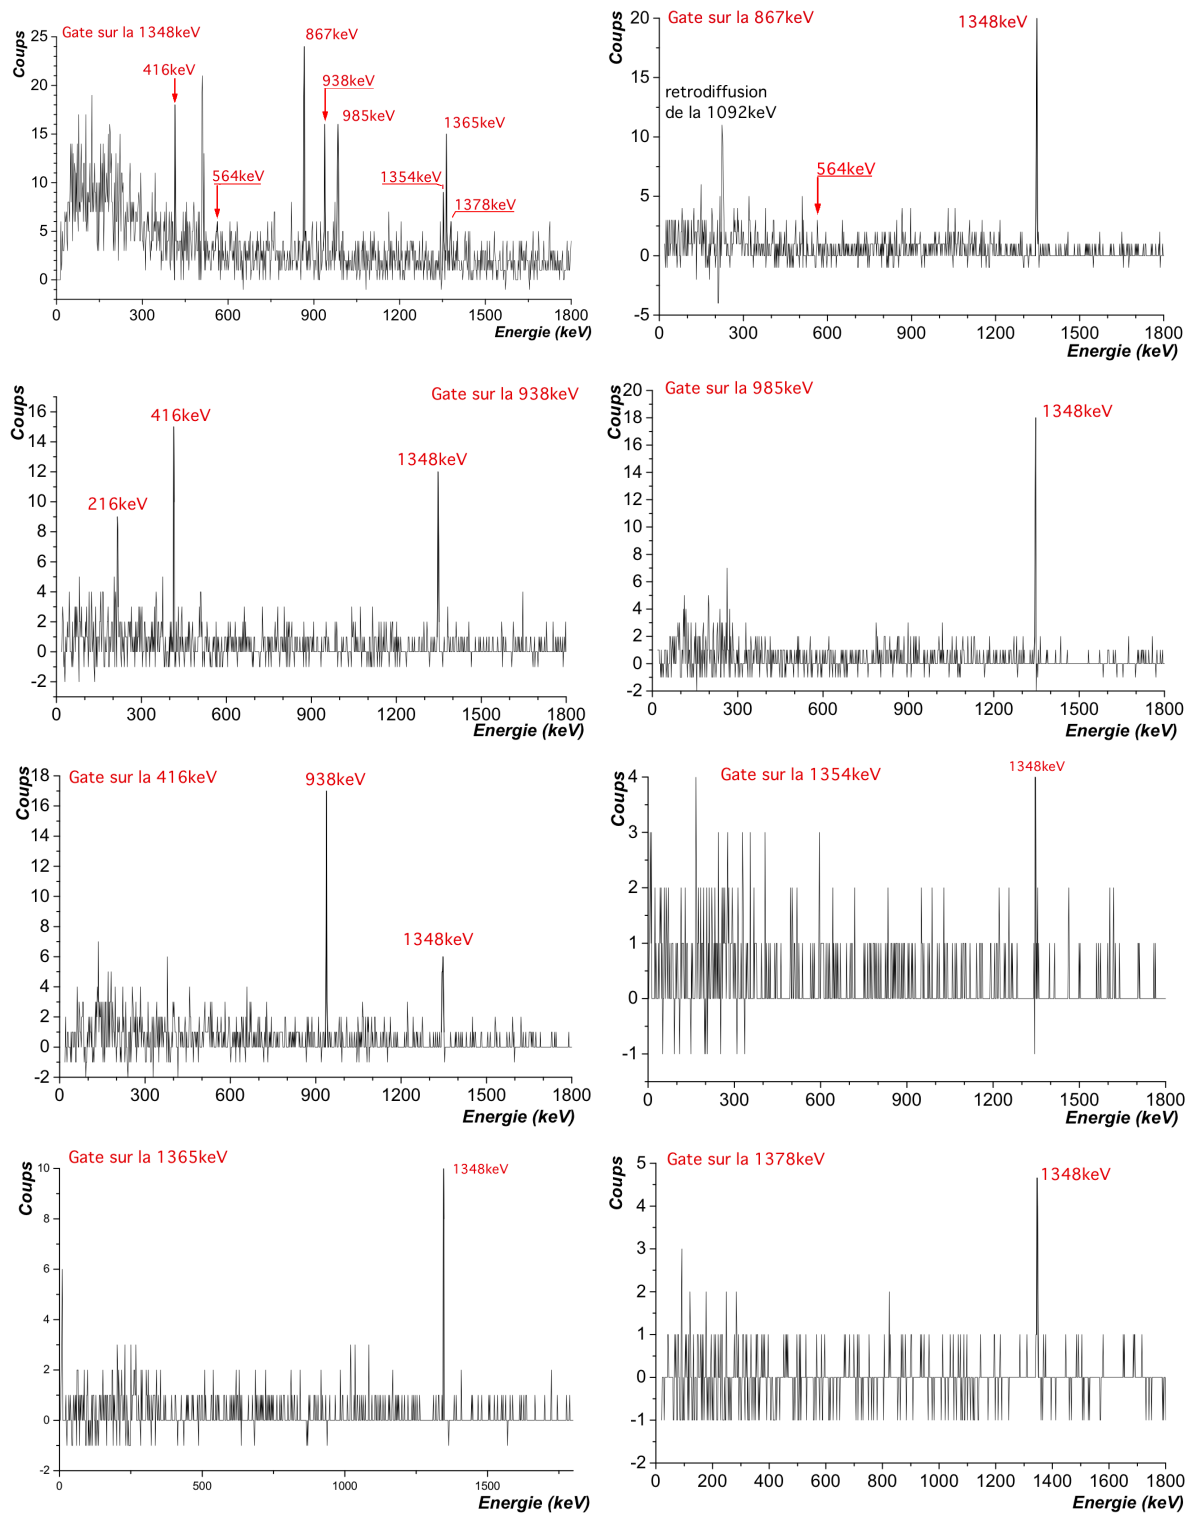 Gate sur la 1348keV
867keV
416keV
938keV
985keV
1365keV
564keV
1354keV
1378keV
Coups
25
20
15
10
5
0
0 300 600 900 1200 1500 1800
Energie (keV)
Gate sur la 867keV
1348keV
retrodiffusion
de la 1092keV
564keV
Coups
20
15
10
5
0
-5
0 300 600 900 1200 1500 1800
Energie (keV)
Gate sur la 938keV
416keV
1348keV
216keV
Coups
16
14
12
10
8
6
4
2
0
-2
0 300 600 900 1200 1500 1800
Energie (keV)
Gate sur la 985keV
1348keV
Coups
20
18
16
14
12
10
8
6
4
2
0
-2
0 300 600 900 1200 1500 1800
Energie (keV)
Gate sur la 416keV
938keV
1348keV
Coups
18
16
14
12
10
8
6
4
2
0
-2
0 300 600 900 1200 1500 1800
Energie (keV)
Gate sur la 1354keV
1348keV
Coups
4
3
2
1
0
-1
0 300 600 900 1200 1500 1800
Energie (keV)
Gate sur la 1365keV
1348keV
Coups
10
8
6
4
2
0
-2
0 500 1000 1500
Energie (keV)
Gate sur la 1378keV
1348keV
Coups
5
4
3
2
1
0
-1
-2
0 200 400 600 800 1000 1200 1400 1600 1800
Energie (keV)